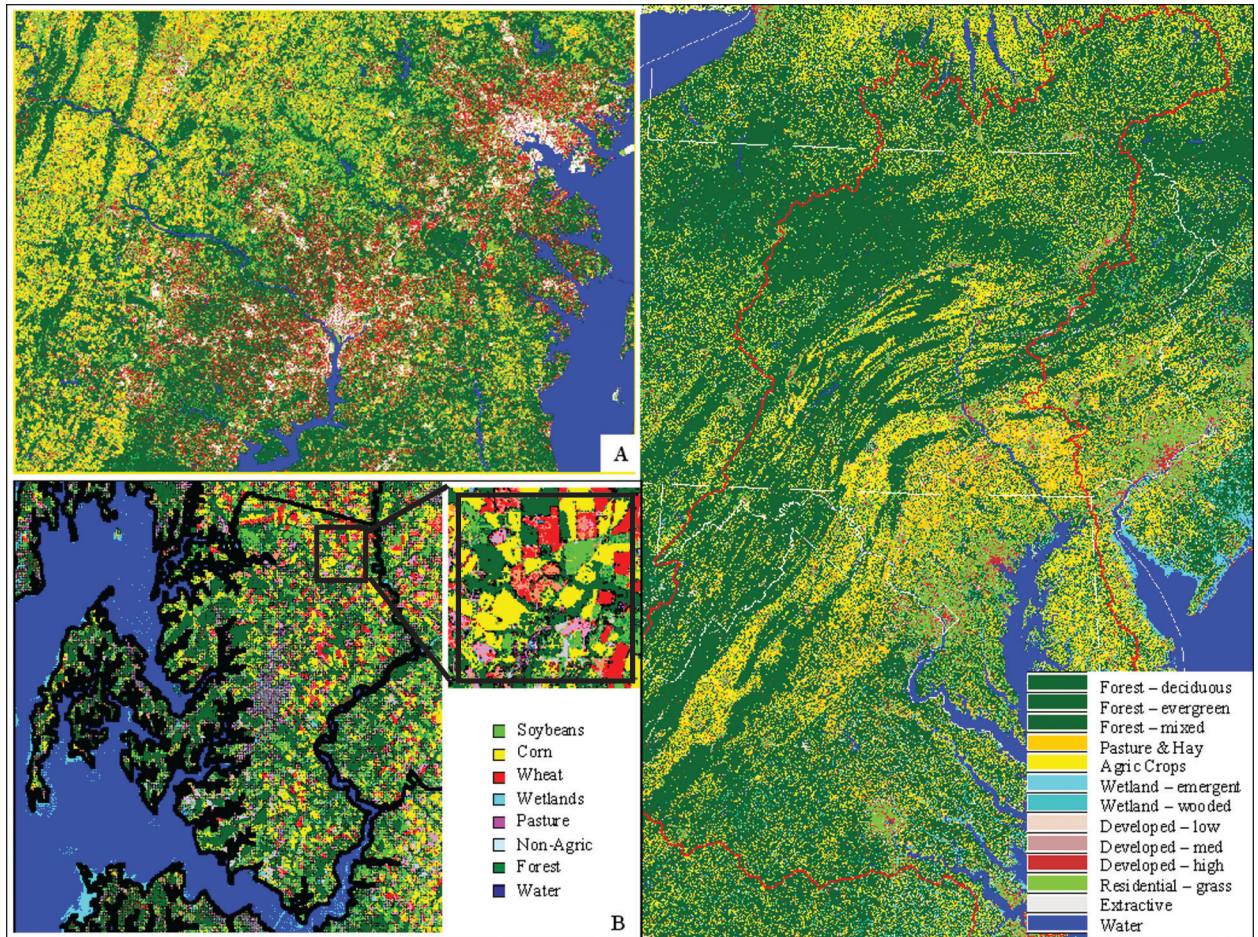 A
Soybeans
Corn
Wheat
Wetlands
Pasture
Non-Agric
Forest
Water
B
Forest – deciduous
Forest – evergreen
Forest – mixed
Pasture & Hay
Agric Crops
Wetland – emergent
Wetland – wooded
Developed – low
Developed – med
Developed – high
Residential – grass
Extractive
Water